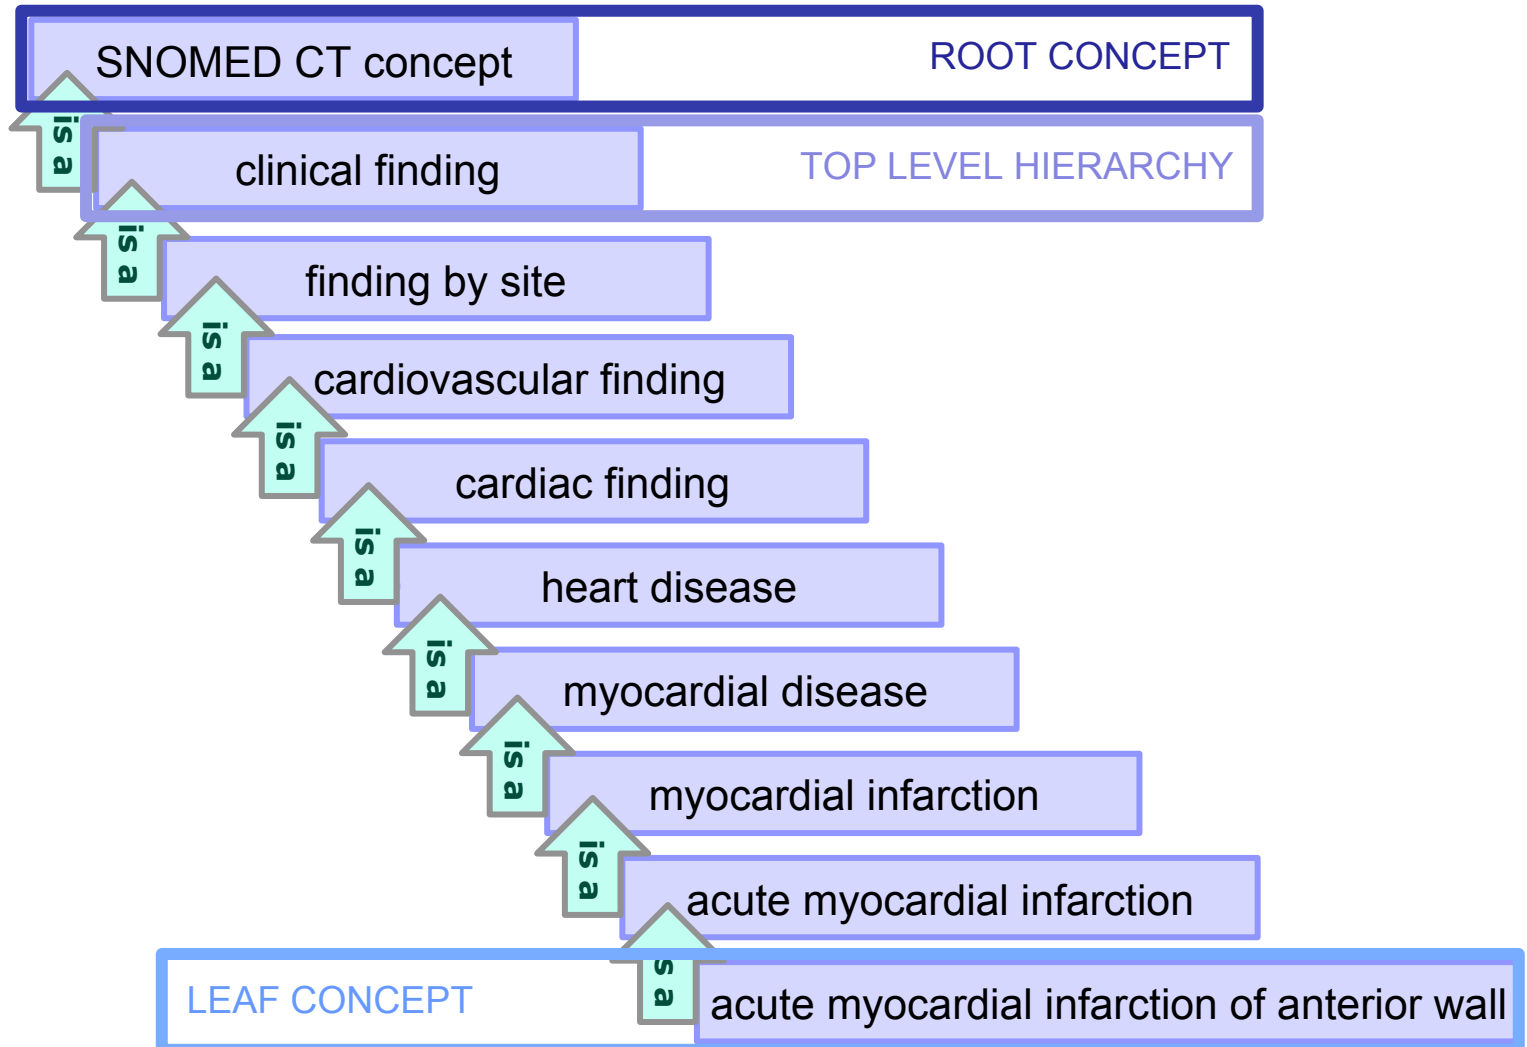 SNOMED CT concept
ROOT CONCEPT
is a
clinical finding
TOP LEVEL HIERARCHY
is a
finding by site
is a
cardiovascular finding
is a
cardiac finding
is a
heart disease
is a
myocardial disease
is a
myocardial infarction
is a
acute myocardial infarction
is a
LEAF CONCEPT
acute myocardial infarction of anterior wall